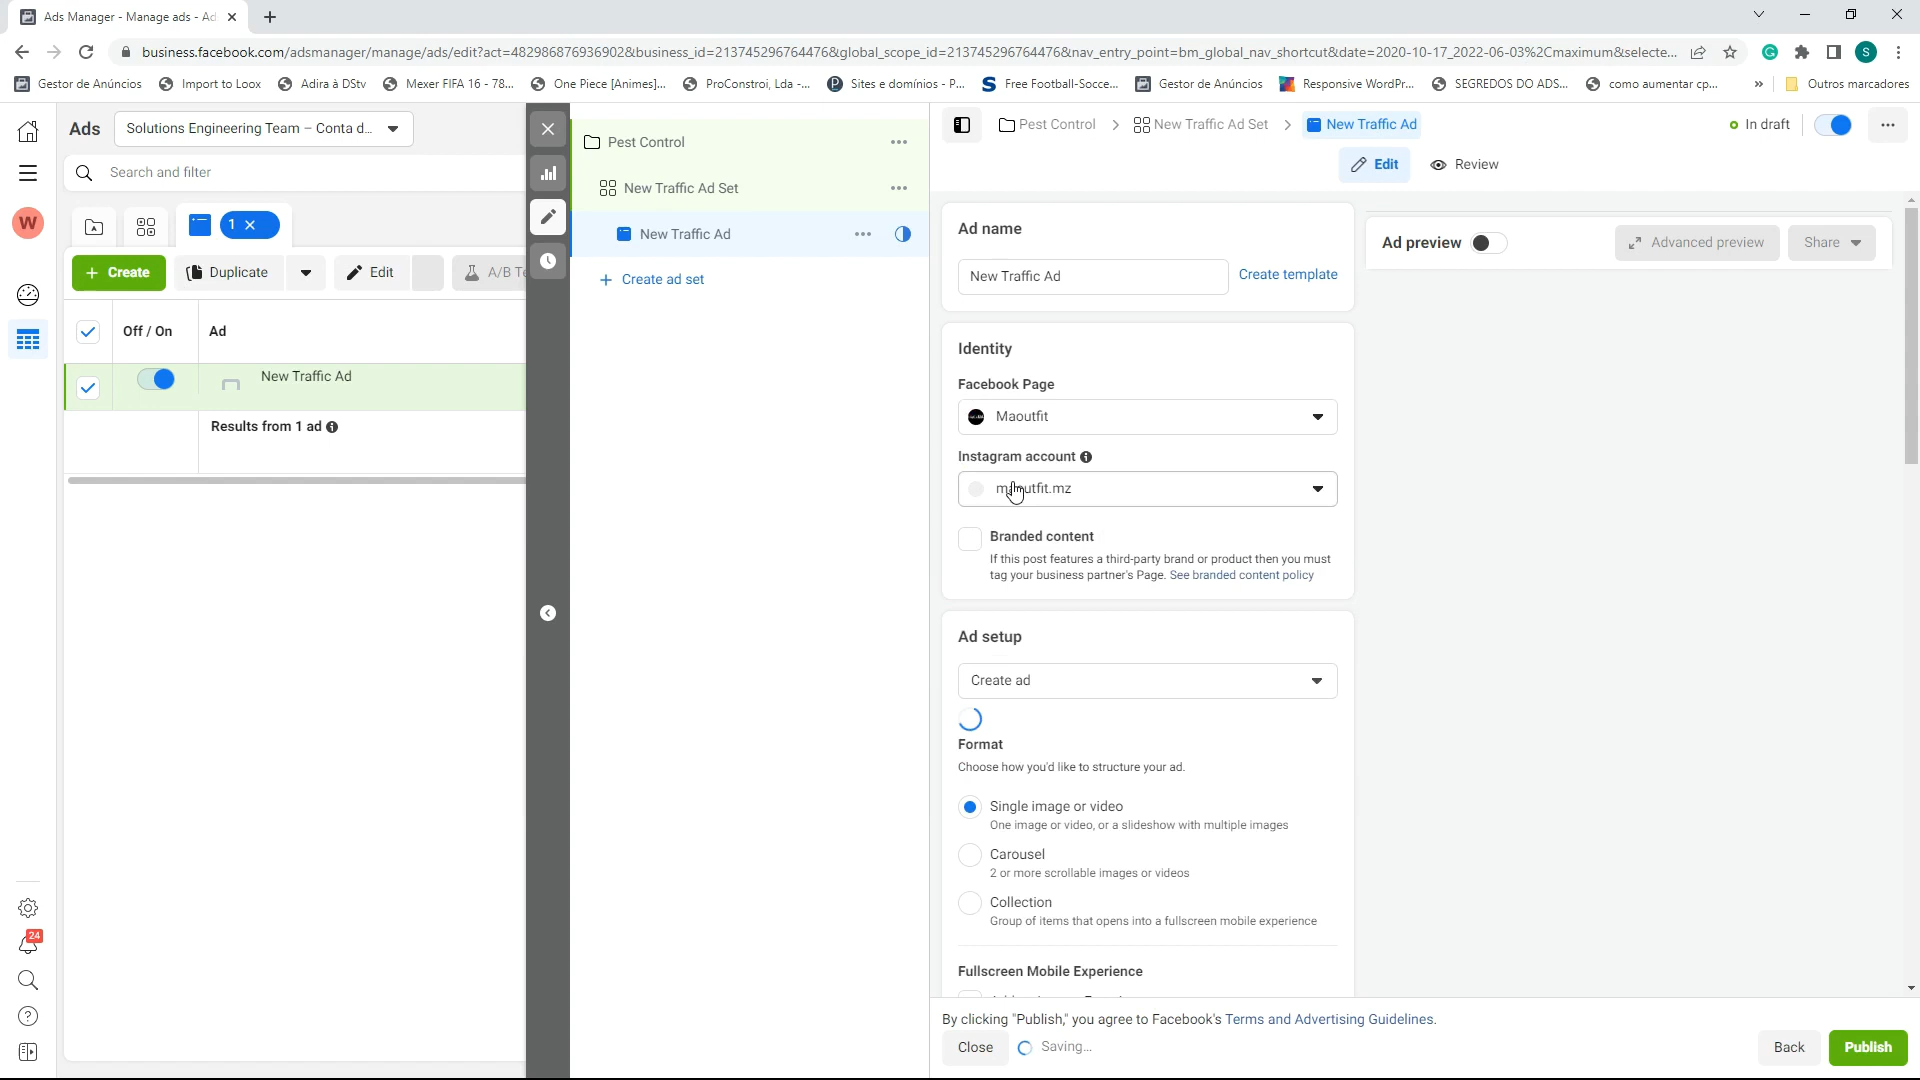 Ads Manager - Manage ads - Ad
business.facebook.com/adsmanager/manage/ads/edit?act=482986876936902&business_id=213745296764476&global_scope_id=213745296764476&nav_entry_point=bm_global_nav_shortcut&date=2020-10-17_2022-06-03%2Cmaximum&selecte...
S
Gestor de Anúncios
Import to Loox
Adira à DStv
Mexer FIFA 16 - 78...
One Piece [Animes]...
ProConstroi, Lda -...
Sites e domínios - P...
Free Football-Socce...
Gestor de Anúncios
Responsive WordPr...
SEGREDOS DO ADS...
como aumentar cp...
»
Outros marcadores
Ads
Solutions Engineering Team – Conta d...
Search and filter
W
1
Create
Duplicate
Edit
A/B Te
Off / On
Ad
New Traffic Ad
Results from 1 ad
24
Pest Control
New Traffic Ad Set
New Traffic Ad
Create ad set
Pest Control
New Traffic Ad Set
New Traffic Ad
In draft
Edit
Review
Ad name
New Traffic Ad
Create template
Identity
Facebook Page
Maoutfit
Instagram account
Branded content
If this post features a third-party brand or product then you must
tag your business partner's Page. See branded content policy
Ad setup
Create ad
Format
Choose how you'd like to structure your ad.
Single image or video
One image or video, or a slideshow with multiple images
Carousel
2 or more scrollable images or videos
Collection
Group of items that opens into a fullscreen mobile experience
Fullscreen Mobile Experience
Ad preview
Advanced preview
Share
By clicking "Publish," you agree to Facebook's Terms and Advertising Guidelines.
Close
Saving...
Back
Publish